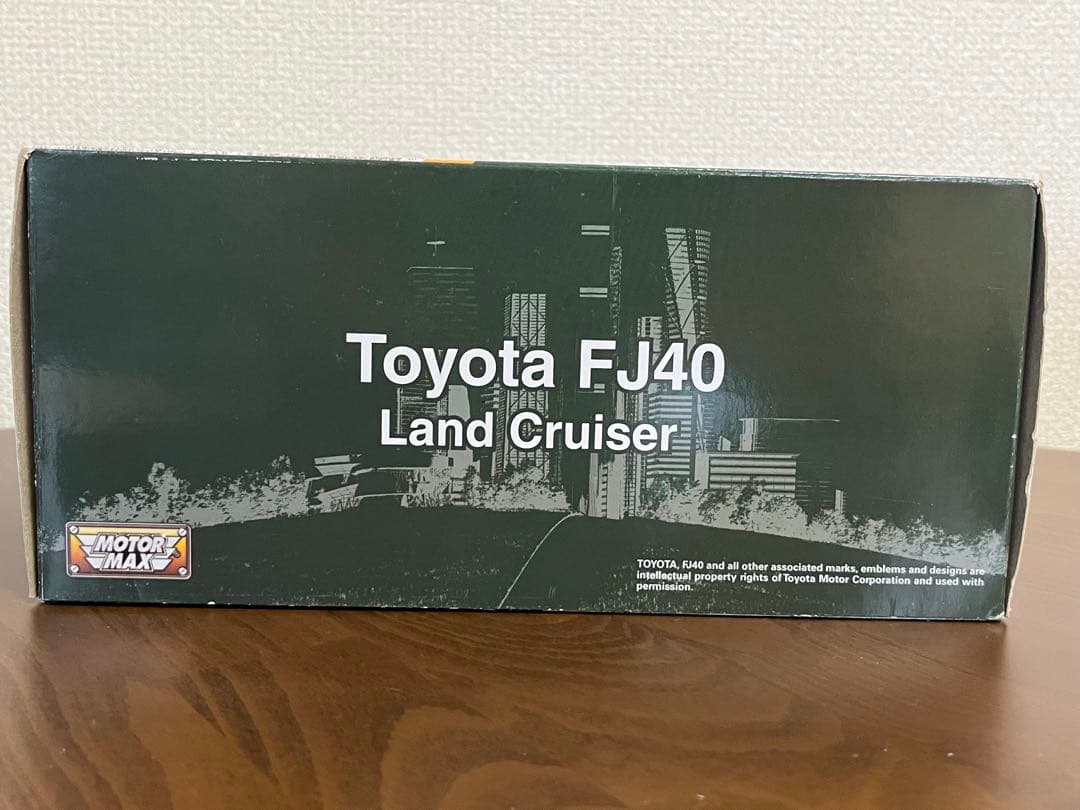 Toyota FJ40
Land Cruiser
MOTOR
MAX
TOYOTA, FJ40 and all other associated marks, emblems and designs are
intellectual property rights of Toyota Motor Corporation and used with
permission.